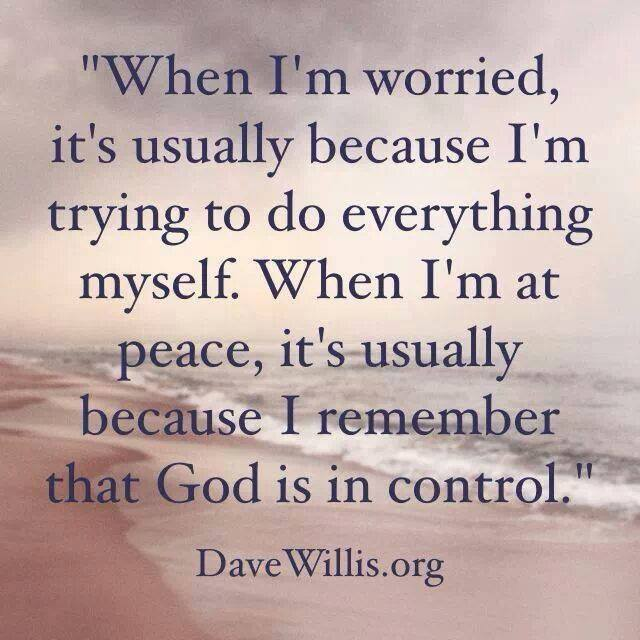 "When I'm worried,
it's usually because I'm
trying to do everything
myself. When I'm at
peace, it's usually
because I remember
that God is in control."
DaveWillis.org